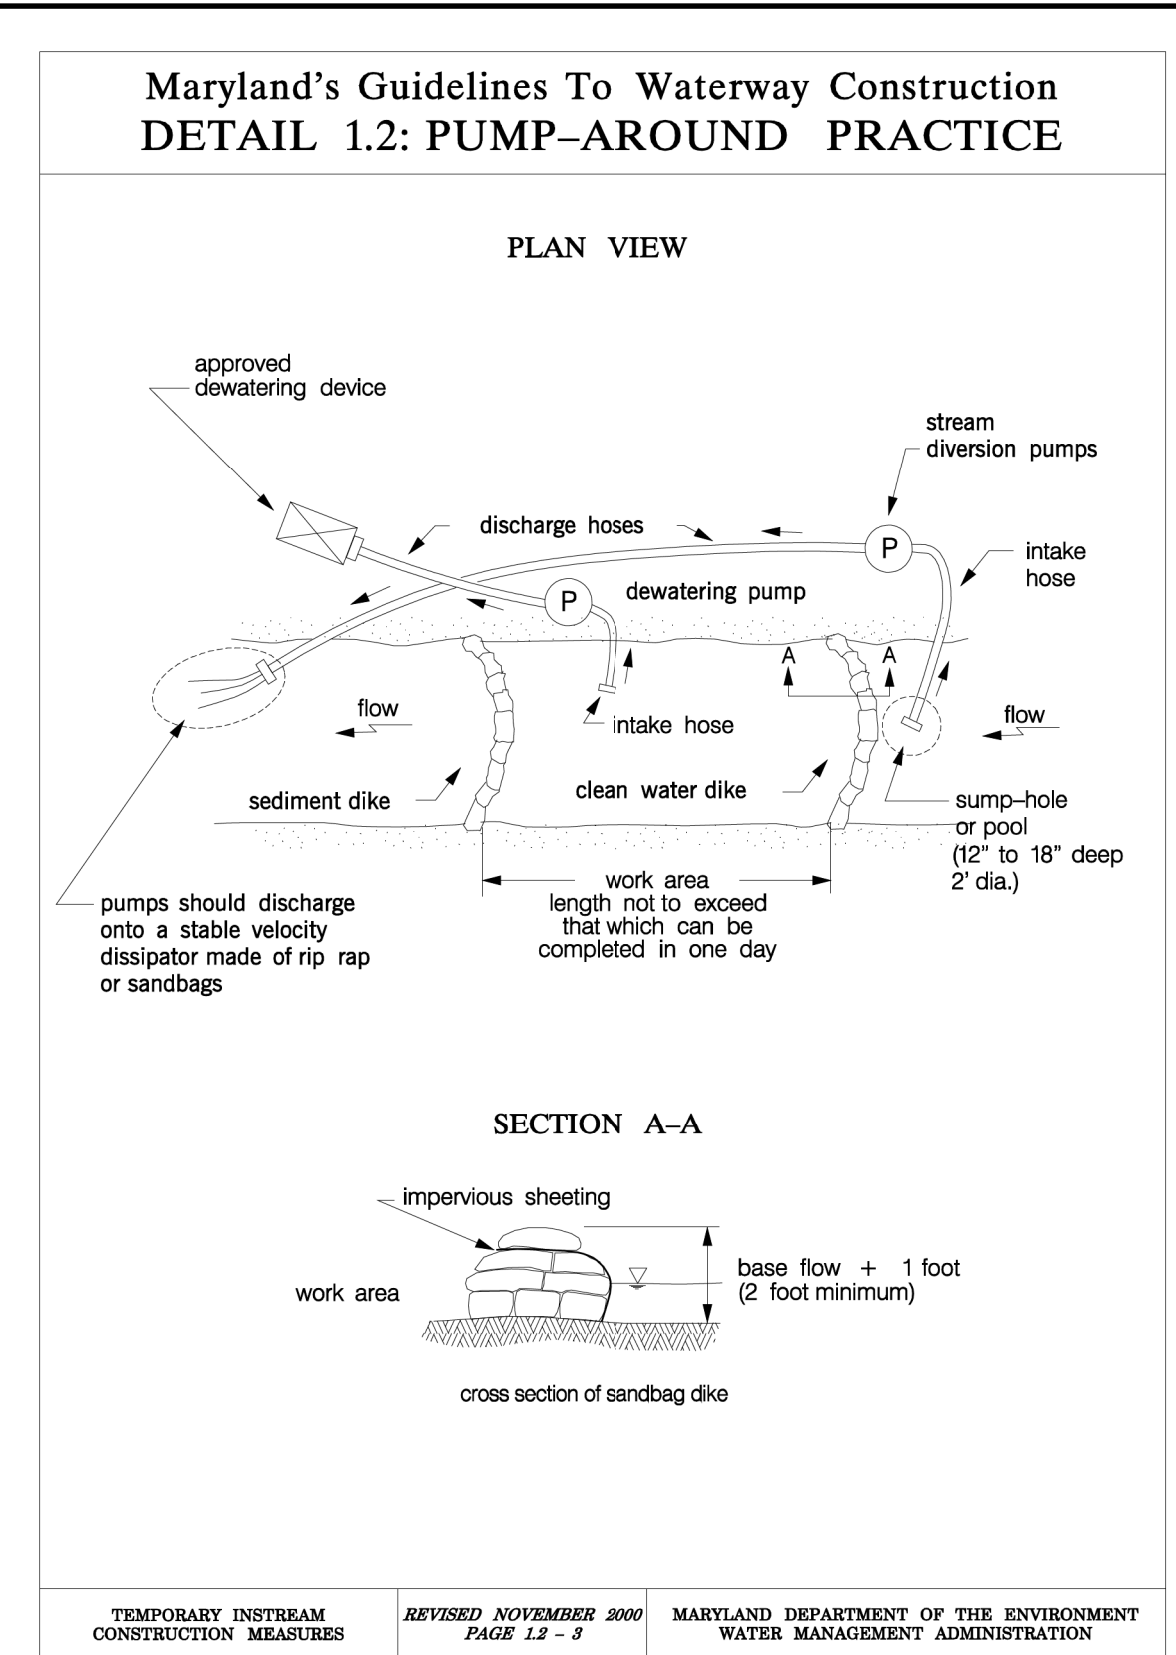 Maryland's Guidelines To Waterway Construction
DETAIL 1.2: PUMP–AROUND PRACTICE
PLAN VIEW
approved
dewatering device
stream
diversion pumps
discharge hoses
P
intake
hose
P
dewatering pump
A
A
flow
intake hose
flow
sediment dike
clean water dike
sump–hole
or pool
(12" to 18" deep
2' dia.)
work area
length not to exceed
that which can be
completed in one day
pumps should discharge
onto a stable velocity
dissipator made of rip rap
or sandbags
SECTION A–A
impervious sheeting
work area
base flow + 1 foot
(2 foot minimum)
cross section of sandbag dike
TEMPORARY INSTREAM
CONSTRUCTION MEASURES
REVISED NOVEMBER 2000
PAGE 1.2 – 3
MARYLAND DEPARTMENT OF THE ENVIRONMENT
WATER MANAGEMENT ADMINISTRATION